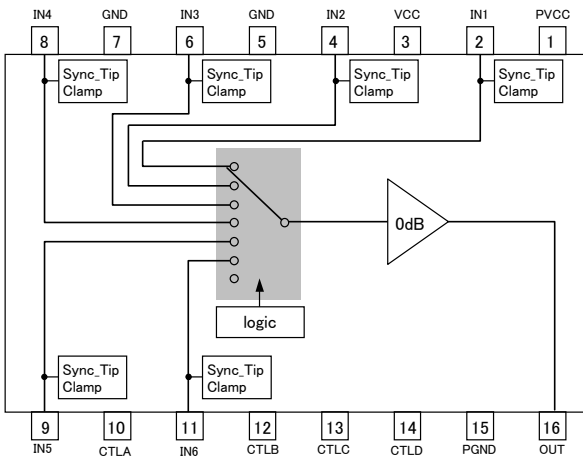 IN4 GND IN3 GND IN2 VCC IN1 PVCC
8 7 6 5 4 3 2 1
Sync_Tip
Clamp
Sync_Tip
Clamp
Sync_Tip
Clamp
Sync_Tip
Clamp
0dB
logic
Sync_Tip
Clamp
Sync_Tip
Clamp
9 10 11 12 13 14 15 16
IN5 CTLA IN6 CTLB CTLC CTLD PGND OUT